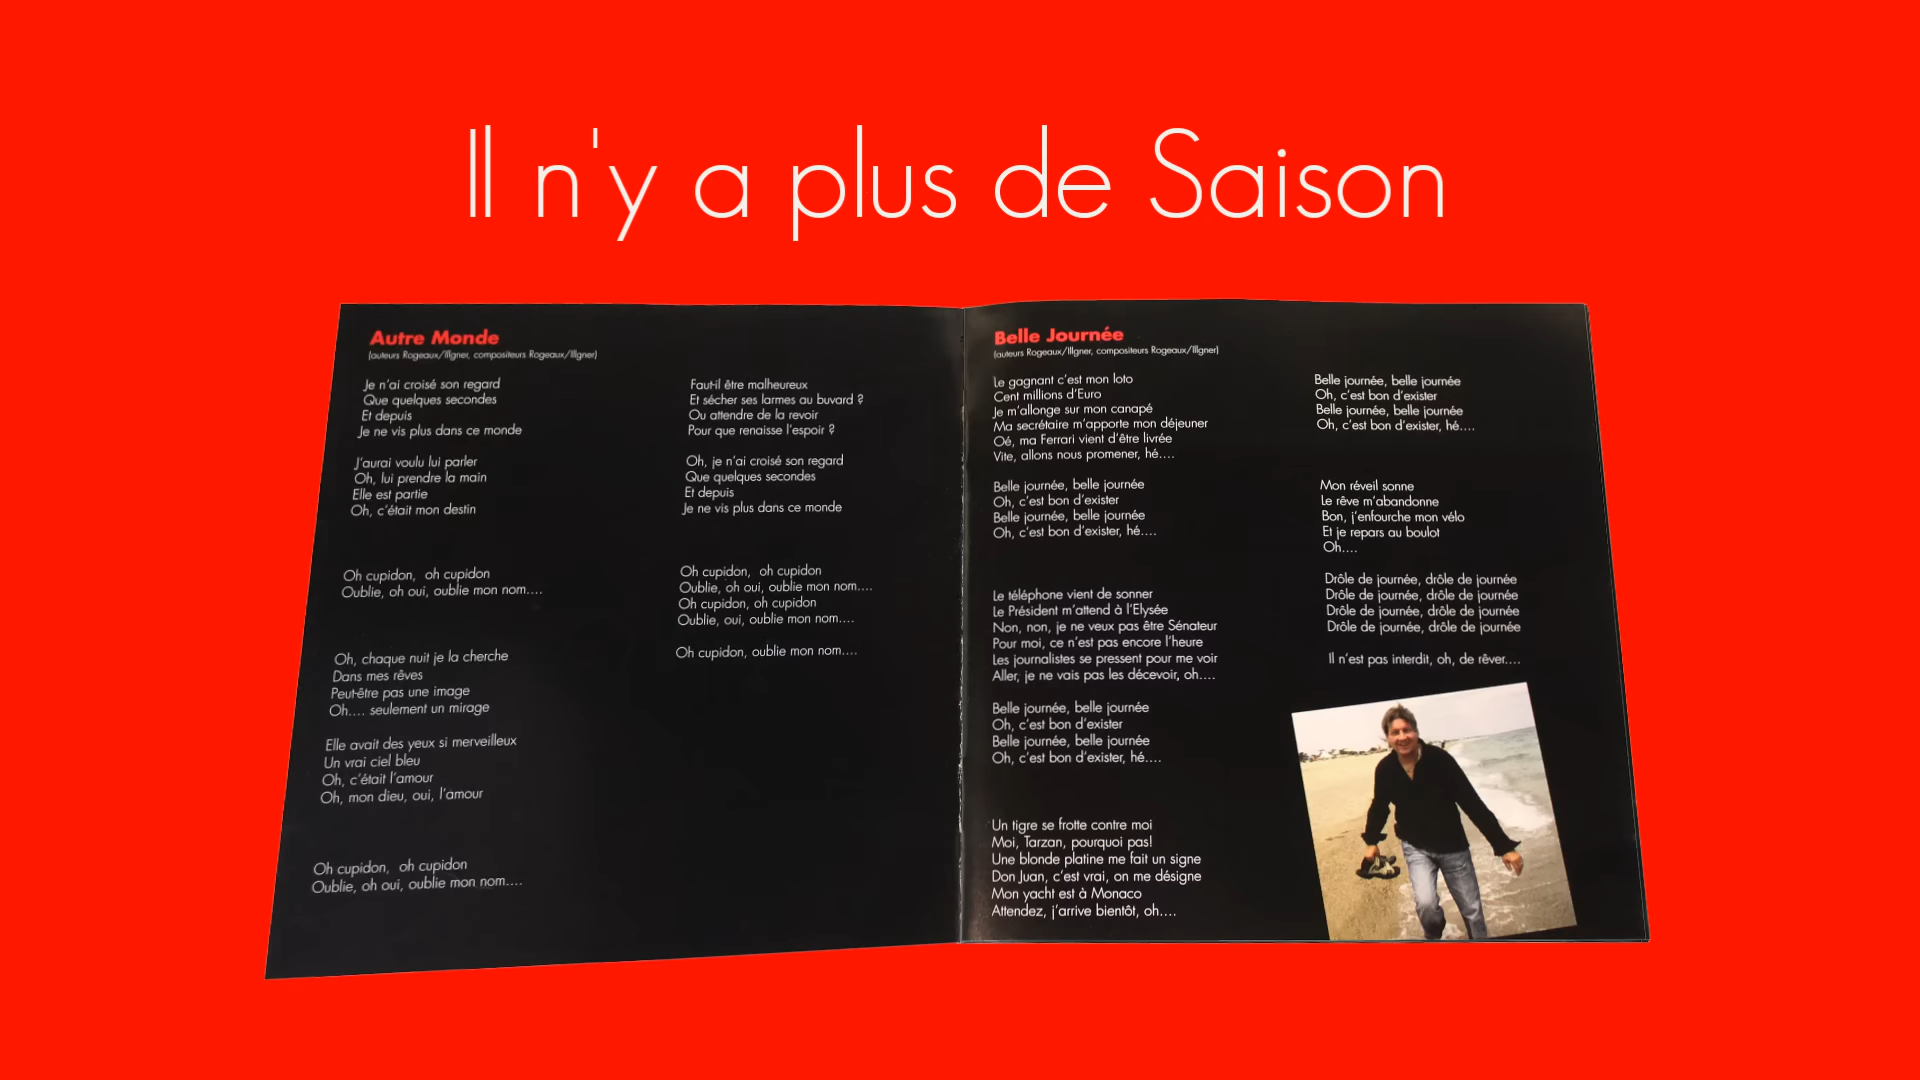 Il n'y a plus de Saison
Autre Monde
(auteurs Rogeaux/Illgner, compositeurs Rogeaux/Illgner)
Je n'ai croisé son regard
Que quelques secondes
Et depuis
Je ne vis plus dans ce monde
J'aurai voulu lui parler
Oh, lui prendre la main
Elle est partie
Oh, c'était mon destin
Oh cupidon, oh cupidon
Oublie, oh oui, oublie mon nom....
Oh, chaque nuit je la cherche
Dans mes rêves
Peut-être pas une image
Oh.... seulement un mirage
Elle avait des yeux si merveilleux
Un vrai ciel bleu
Oh, c'était l'amour
Oh, mon dieu, oui, l'amour
Oh cupidon, oh cupidon
Oublie, oh oui, oublie mon nom....
Faut-il être malheureux
Et sécher ses larmes au buvard ?
Ou attendre de la revoir
Pour que renaisse l'espoir ?
Oh, je n'ai croisé son regard
Que quelques secondes
Et depuis
Je ne vis plus dans ce monde
Oh cupidon, oh cupidon
Oublie, oh oui, oublie mon nom....
Oh cupidon, oh cupidon
Oublie, oui, oublie mon nom....
Oh cupidon, oublie mon nom....
Belle Journée
(auteurs Rogeaux/Illgner, compositeurs Rogeaux/Illgner)
Le gagnant c'est mon loto
Cent millions d'Euro
Je m'allonge sur mon canapé
Ma secrétaire m'apporte mon déjeuner
Oé, ma Ferrari vient d'être livrée
Vite, allons nous promener, hé....
Belle journée, belle journée
Oh, c'est bon d'exister
Belle journée, belle journée
Oh, c'est bon d'exister, hé....
Le téléphone vient de sonner
Le Président m'attend à l'Elysée
Non, non, je ne veux pas être Sénateur
Pour moi, ce n'est pas encore l'heure
Les journalistes se pressent pour me voir
Aller, je ne vais pas les décevoir, oh....
Belle journée, belle journée
Oh, c'est bon d'exister
Belle journée, belle journée
Oh, c'est bon d'exister, hé....
Un tigre se frotte contre moi
Moi, Tarzan, pourquoi pas!
Une blonde platine me fait un signe
Don Juan, c'est vrai, on me désigne
Mon yacht est à Monaco
Attendez, j'arrive bientôt, oh....
Belle journée, belle journée
Oh, c'est bon d'exister
Belle journée, belle journée
Oh, c'est bon d'exister, hé....
Mon réveil sonne
Le rêve m'abandonne
Bon, j'enfourche mon vélo
Et je repars au boulot
Oh....
Drôle de journée, drôle de journée
Drôle de journée, drôle de journée
Drôle de journée, drôle de journée
Drôle de journée, drôle de journée
Il n'est pas interdit, oh, de rêver....